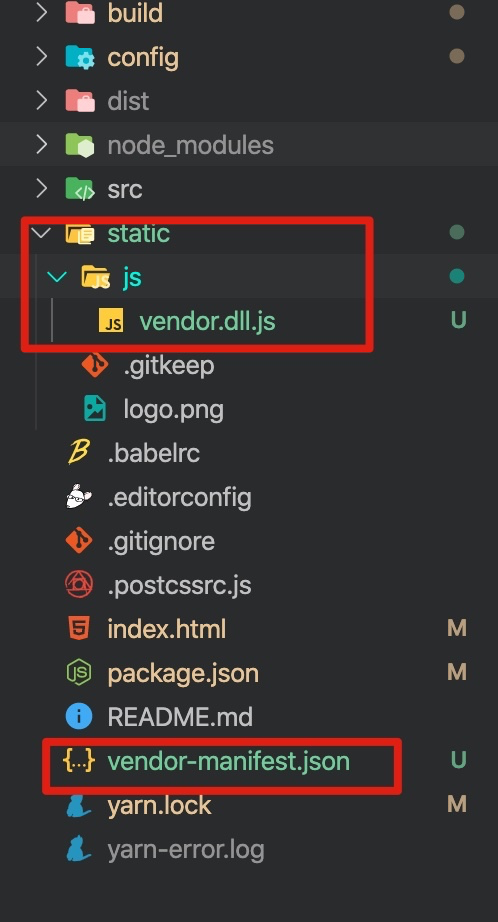 build
config
dist
node_modules
src
static
js
JS vendor.dll.js U
.gitkeep
logo.png
.babelrc
.editorconfig
.gitignore
.postcssrc.js
index.html M
package.json M
README.md
{...} vendor-manifest.json U
yarn.lock M
yarn-error.log